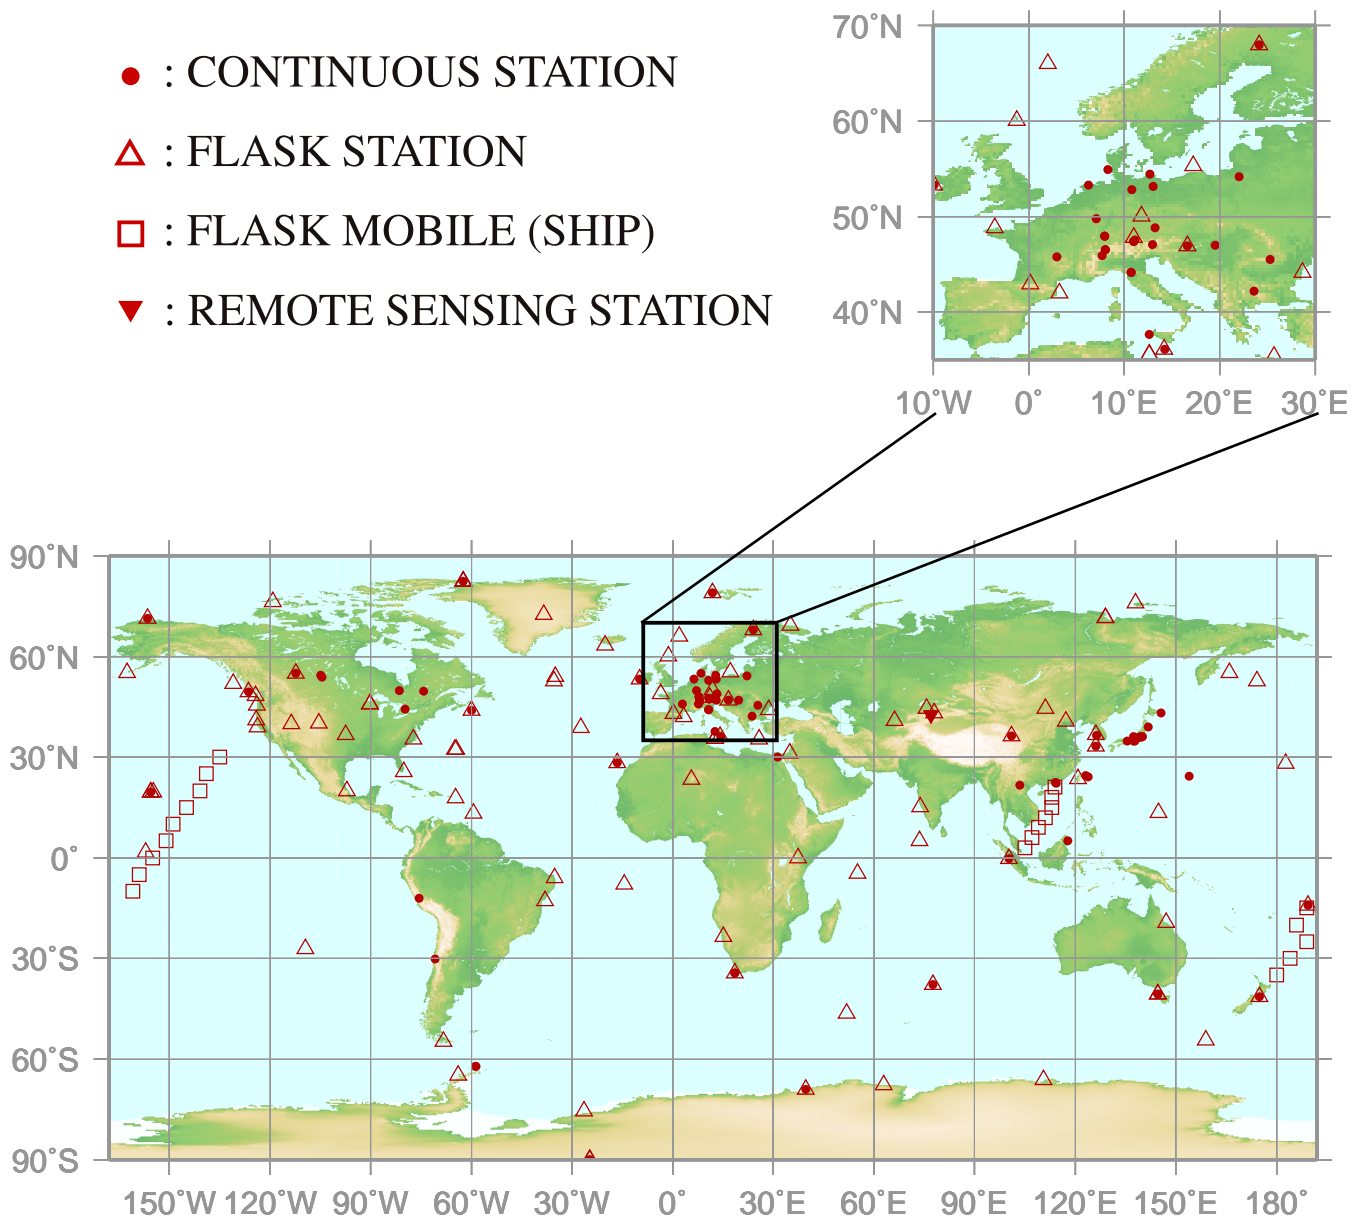 : CONTINUOUS STATION
: FLASK STATION
: FLASK MOBILE (SHIP)
: REMOTE SENSING STATION
70˚N
60˚N
50˚N
40˚N
10˚W 0˚ 10˚E 20˚E 30˚E
90˚N
60˚N
30˚N
0˚
30˚S
60˚S
90˚S
150˚W 120˚W 90˚W 60˚W 30˚W 0˚ 30˚E 60˚E 90˚E 120˚E 150˚E 180˚